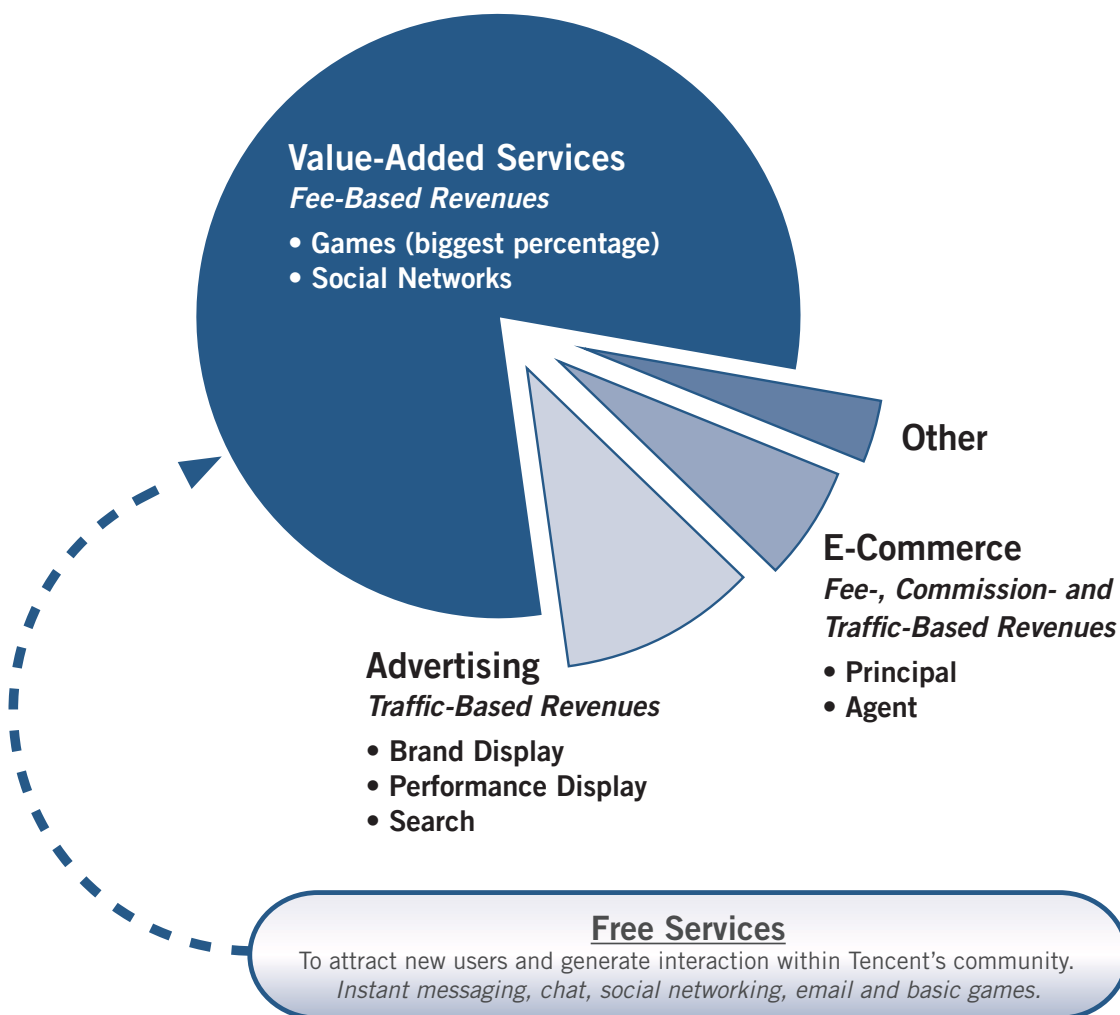 Value-Added Services
Fee-Based Revenues
• Games (biggest percentage)
• Social Networks
Other
E-Commerce
Fee-, Commission- and
Traffic-Based Revenues
• Principal
• Agent
Advertising
Traffic-Based Revenues
• Brand Display
• Performance Display
• Search
Free Services
To attract new users and generate interaction within Tencent’s community.
Instant messaging, chat, social networking, email and basic games.